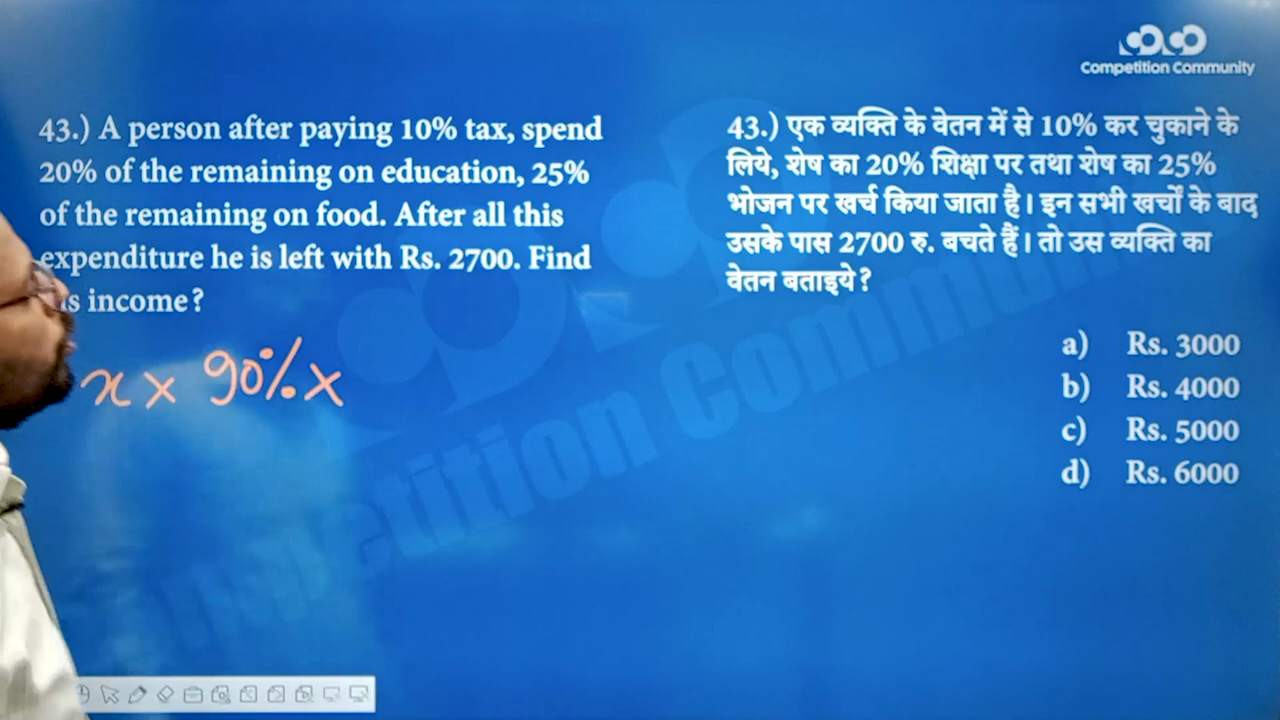 Competition Community
43.) A person after paying 10% tax, spend
20% of the remaining on education, 25%
of the remaining on food. After all this
expenditure he is left with Rs. 2700. Find
is income?
x × 90% ×
43.) एक व्यक्ति के वेतन में से 10% कर चुकाने के
लिये, शेष का 20% शिक्षा पर तथा शेष का 25%
भोजन पर खर्च किया जाता है। इन सभी खर्चों के बाद
उसके पास 2700 रु. बचते हैं। तो उस व्यक्ति का
वेतन बताइये?
a) Rs. 3000
b) Rs. 4000
c) Rs. 5000
d) Rs. 6000